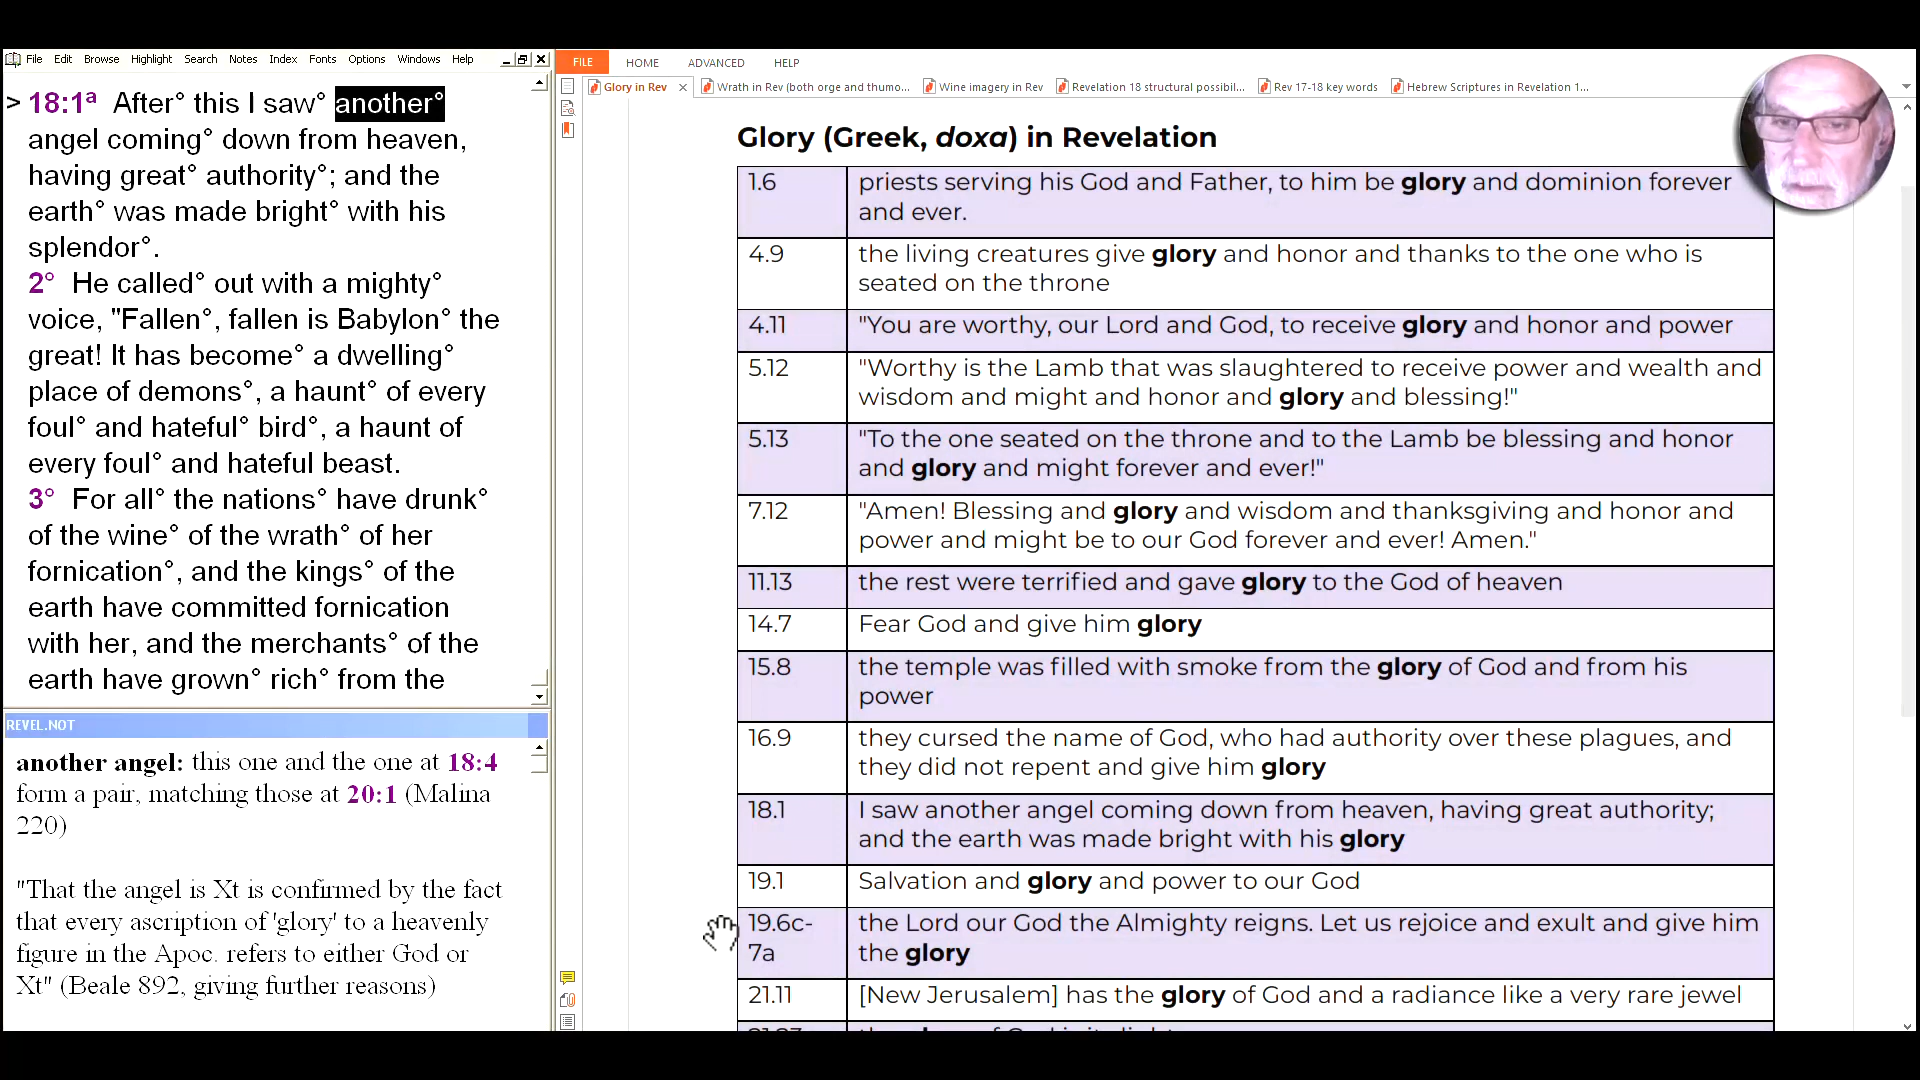 File Edit Browse Highlight Search Notes Index Fonts Options Windows Help
> 18:1ª After° this I saw° another°
angel coming° down from heaven,
having great° authority°; and the
earth° was made bright° with his
splendor°.
2° He called° out with a mighty°
voice, "Fallen°, fallen is Babylon° the
great! It has become° a dwelling°
place of demons°, a haunt° of every
foul° and hateful° bird°, a haunt of
every foul° and hateful beast.
3° For all° the nations° have drunk°
of the wine° of the wrath° of her
fornication°, and the kings° of the
earth have committed fornication
with her, and the merchants° of the
earth have grown° rich° from the
REVEL.NOT
another angel: this one and the one at 18:4
form a pair, matching those at 20:1 (Malina
220)
"That the angel is Xt is confirmed by the fact
that every ascription of 'glory' to a heavenly
figure in the Apoc. refers to either God or
Xt" (Beale 892, giving further reasons)
FILE HOME ADVANCED HELP
Glory in Rev Wrath in Rev (both orge and thumo... Wine imagery in Rev Revelation 18 structural possibil... Rev 17-18 key words Hebrew Scriptures in Revelation 1...
Glory (Greek, doxa) in Revelation
1.6 priests serving his God and Father, to him be glory and dominion forever
and ever.
4.9 the living creatures give glory and honor and thanks to the one who is
seated on the throne
4.11 "You are worthy, our Lord and God, to receive glory and honor and power
5.12 "Worthy is the Lamb that was slaughtered to receive power and wealth and
wisdom and might and honor and glory and blessing!"
5.13 "To the one seated on the throne and to the Lamb be blessing and honor
and glory and might forever and ever!"
7.12 "Amen! Blessing and glory and wisdom and thanksgiving and honor and
power and might be to our God forever and ever! Amen."
11.13 the rest were terrified and gave glory to the God of heaven
14.7 Fear God and give him glory
15.8 the temple was filled with smoke from the glory of God and from his
power
16.9 they cursed the name of God, who had authority over these plagues, and
they did not repent and give him glory
18.1 I saw another angel coming down from heaven, having great authority;
and the earth was made bright with his glory
19.1 Salvation and glory and power to our God
19.6c- the Lord our God the Almighty reigns. Let us rejoice and exult and give him
7a the glory
21.11 [New Jerusalem] has the glory of God and a radiance like a very rare jewel